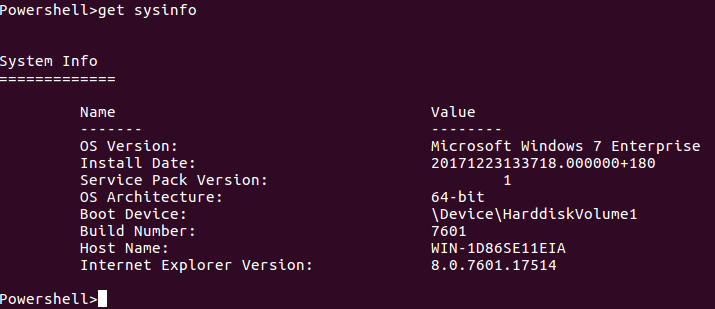 Powershell>get sysinfo
System Info
=============
Name Value
------- --------
OS Version: Microsoft Windows 7 Enterprise
Install Date: 20171223133718.000000+180
Service Pack Version: 1
OS Architecture: 64-bit
Boot Device: \Device\HarddiskVolume1
Build Number: 7601
Host Name: WIN-1D86SE11EIA
Internet Explorer Version: 8.0.7601.17514
Powershell>